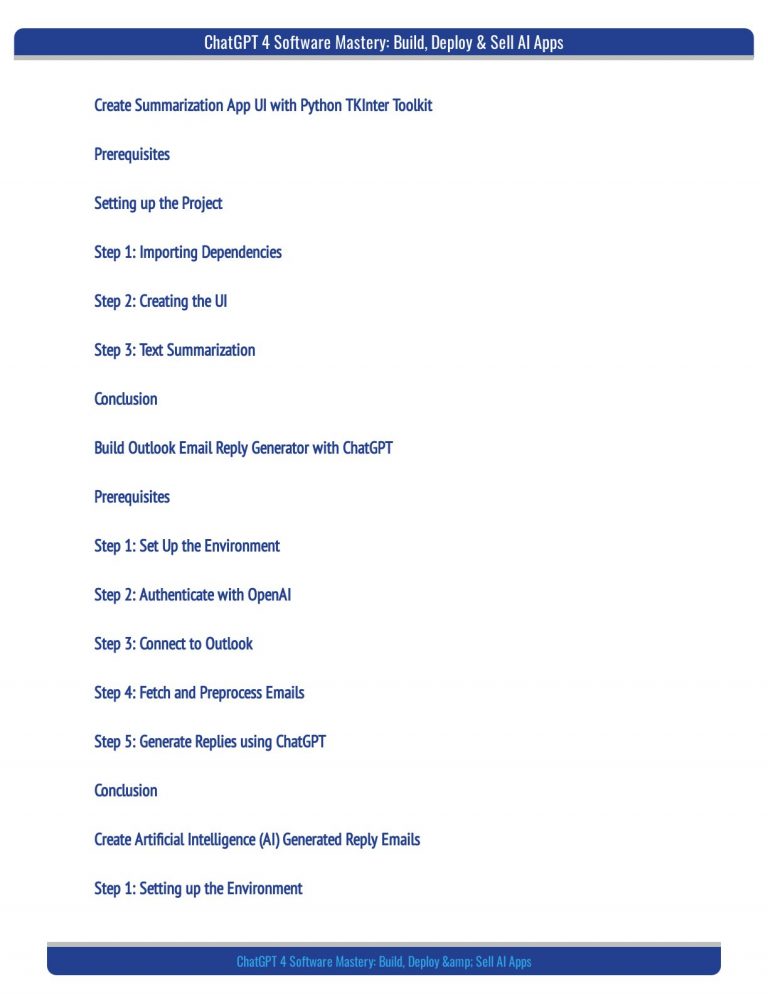 ChatGPT 4 Software Mastery: Build, Deploy & Sell AI Apps
Create Summarization App UI with Python TKInter Toolkit
Prerequisites
Setting up the Project
Step 1: Importing Dependencies
Step 2: Creating the UI
Step 3: Text Summarization
Conclusion
Build Outlook Email Reply Generator with ChatGPT
Prerequisites
Step 1: Set Up the Environment
Step 2: Authenticate with OpenAI
Step 3: Connect to Outlook
Step 4: Fetch and Preprocess Emails
Step 5: Generate Replies using ChatGPT
Conclusion
Create Artificial Intelligence (AI) Generated Reply Emails
Step 1: Setting up the Environment
ChatGPT 4 Software Mastery: Build, Deploy &amp; Sell AI Apps